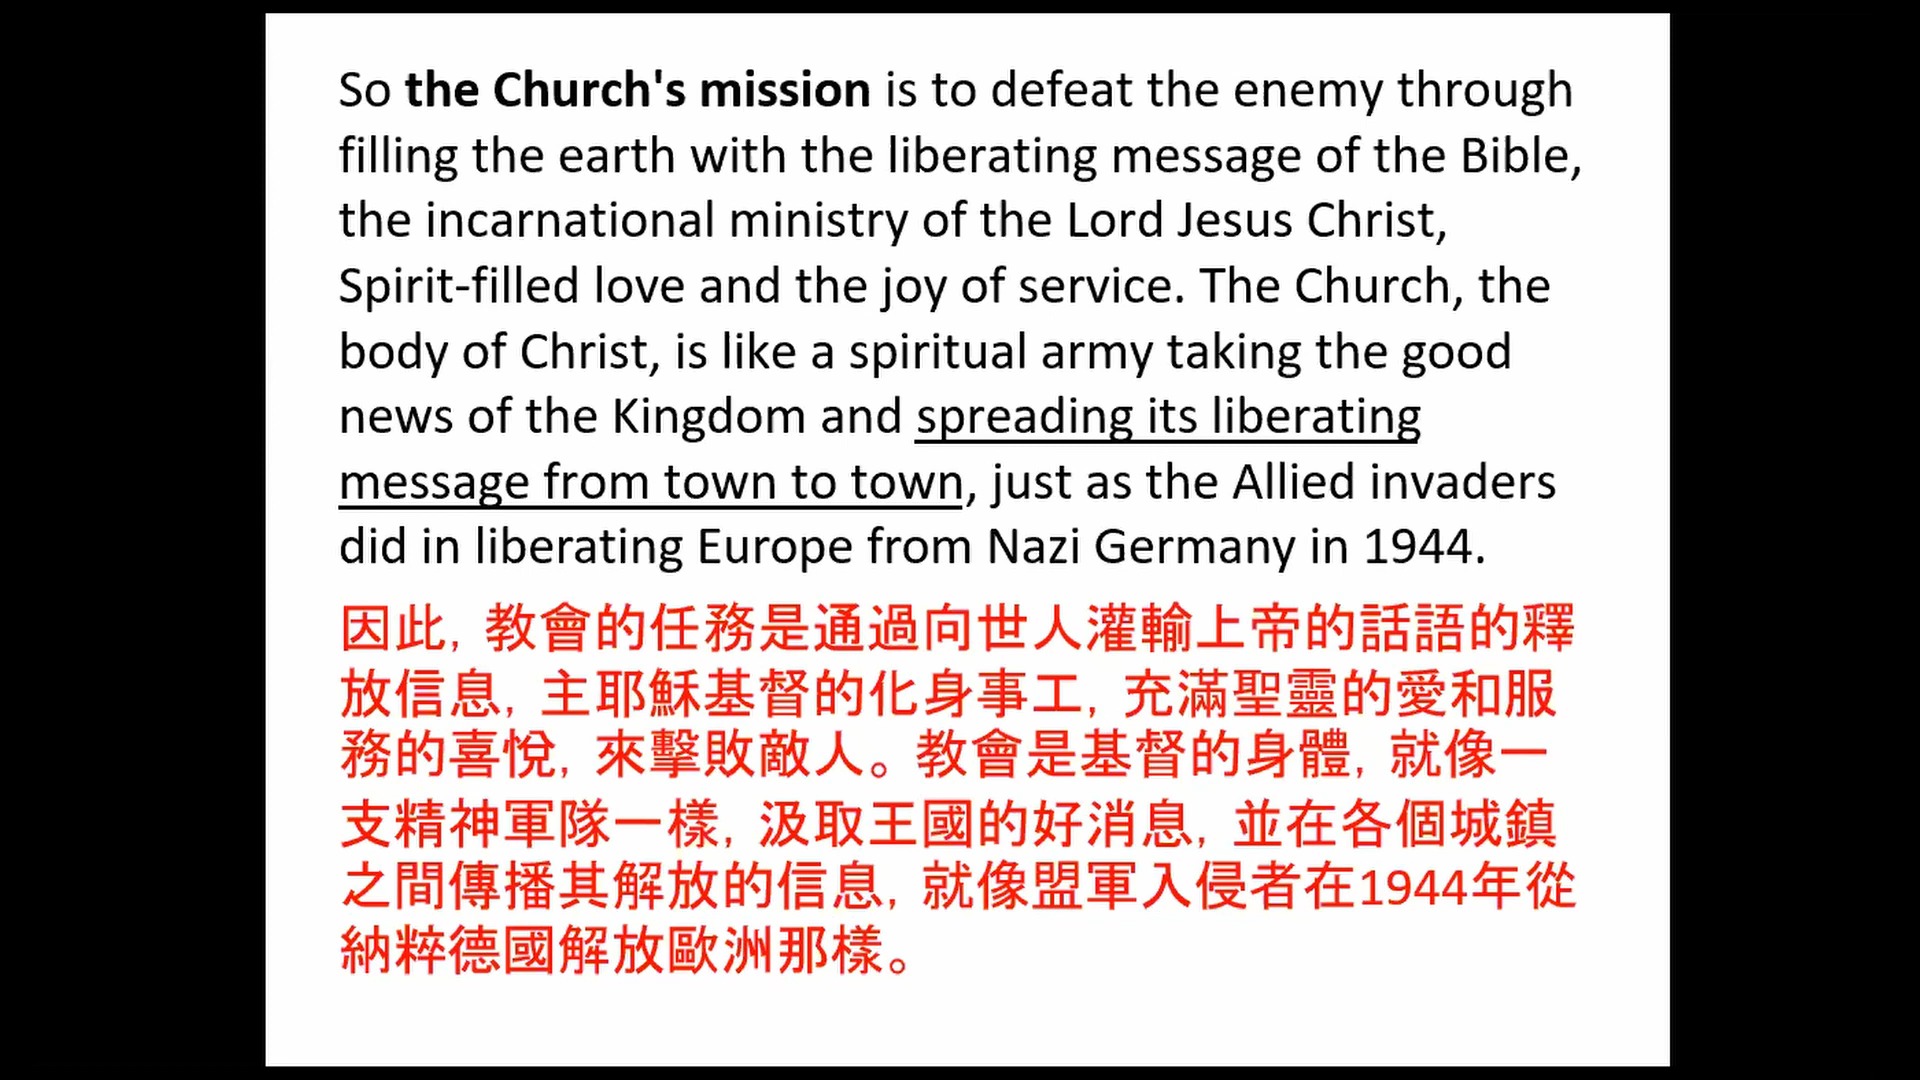 So the Church's mission is to defeat the enemy through
filling the earth with the liberating message of the Bible,
the incarnational ministry of the Lord Jesus Christ,
Spirit-filled love and the joy of service. The Church, the
body of Christ, is like a spiritual army taking the good
news of the Kingdom and spreading its liberating
message from town to town, just as the Allied invaders
did in liberating Europe from Nazi Germany in 1944.
因此, 教會的任務是通過向世人灌輸上帝的話語的釋
放信息, 主耶穌基督的化身事工, 充滿聖靈的愛和服
務的喜悅, 來擊敗敵人。教會是基督的身體, 就像一
支精神軍隊一樣, 汲取王國的好消息, 並在各個城鎮
之間傳播其解放的信息, 就像盟軍入侵者在1944年從
納粹德國解放歐洲那樣。